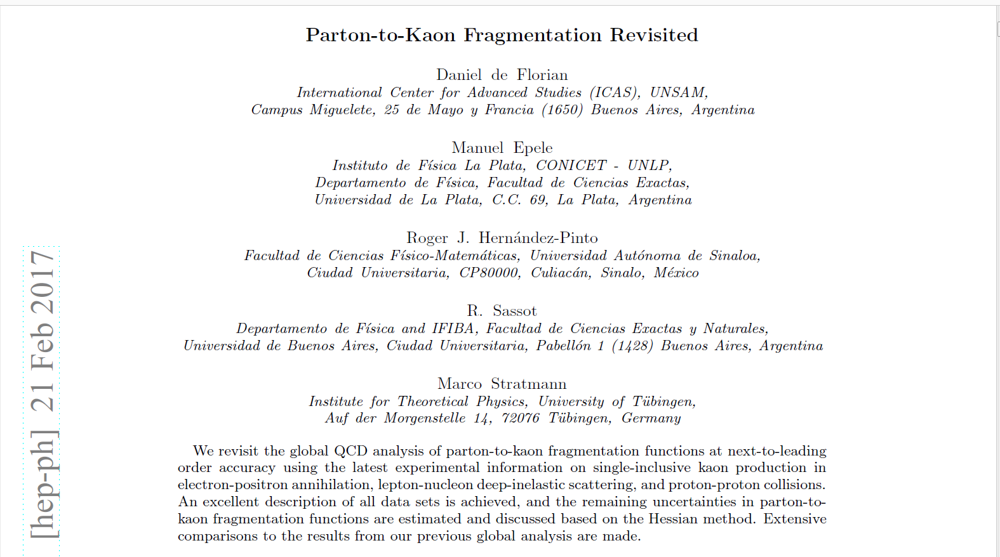 Parton-to-Kaon Fragmentation Revisited
Daniel de Florian
International Center for Advanced Studies (ICAS), UNSAM,
Campus Miguelete, 25 de Mayo y Francia (1650) Buenos Aires, Argentina
Manuel Epele
Instituto de Física La Plata, CONICET - UNLP,
Departamento de Física, Facultad de Ciencias Exactas,
Universidad de La Plata, C.C. 69, La Plata, Argentina
Roger J. Hernández-Pinto
Facultad de Ciencias Físico-Matemáticas, Universidad Autónoma de Sinaloa,
Ciudad Universitaria, CP80000, Culiacán, Sinalo, México
R. Sassot
Departamento de Física and IFIBA, Facultad de Ciencias Exactas y Naturales,
Universidad de Buenos Aires, Ciudad Universitaria, Pabellón 1 (1428) Buenos Aires, Argentina
Marco Stratmann
Institute for Theoretical Physics, University of Tübingen,
Auf der Morgenstelle 14, 72076 Tübingen, Germany
We revisit the global QCD analysis of parton-to-kaon fragmentation functions at next-to-leading
order accuracy using the latest experimental information on single-inclusive kaon production in
electron-positron annihilation, lepton-nucleon deep-inelastic scattering, and proton-proton collisions.
An excellent description of all data sets is achieved, and the remaining uncertainties in parton-to-
kaon fragmentation functions are estimated and discussed based on the Hessian method. Extensive
comparisons to the results from our previous global analysis are made.
[hep-ph] 21 Feb 2017